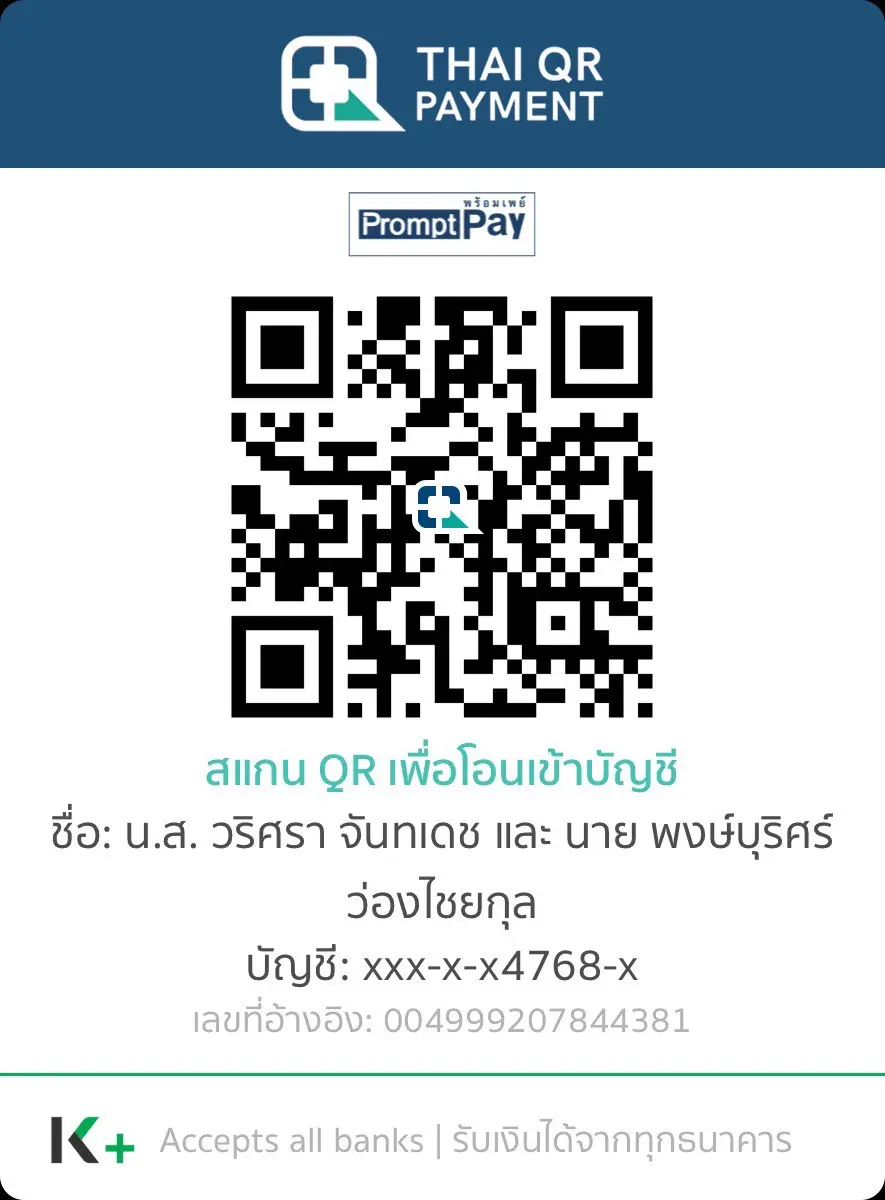 THAI QR
PAYMENT
พร้อมเพย์
PromptPay
สแกน QR เพื่อโอนเข้าบัญชี
ชื่อ: น.ส. วริศรา จันทเดช และ นาย พงษ์บุริศร์
ว่องไชยกุล
บัญชี: xxx-x-x4768-x
เลขที่อ้างอิง: 004999207844381
K+ Accepts all banks | รับเงินได้จากทุกธนาคาร